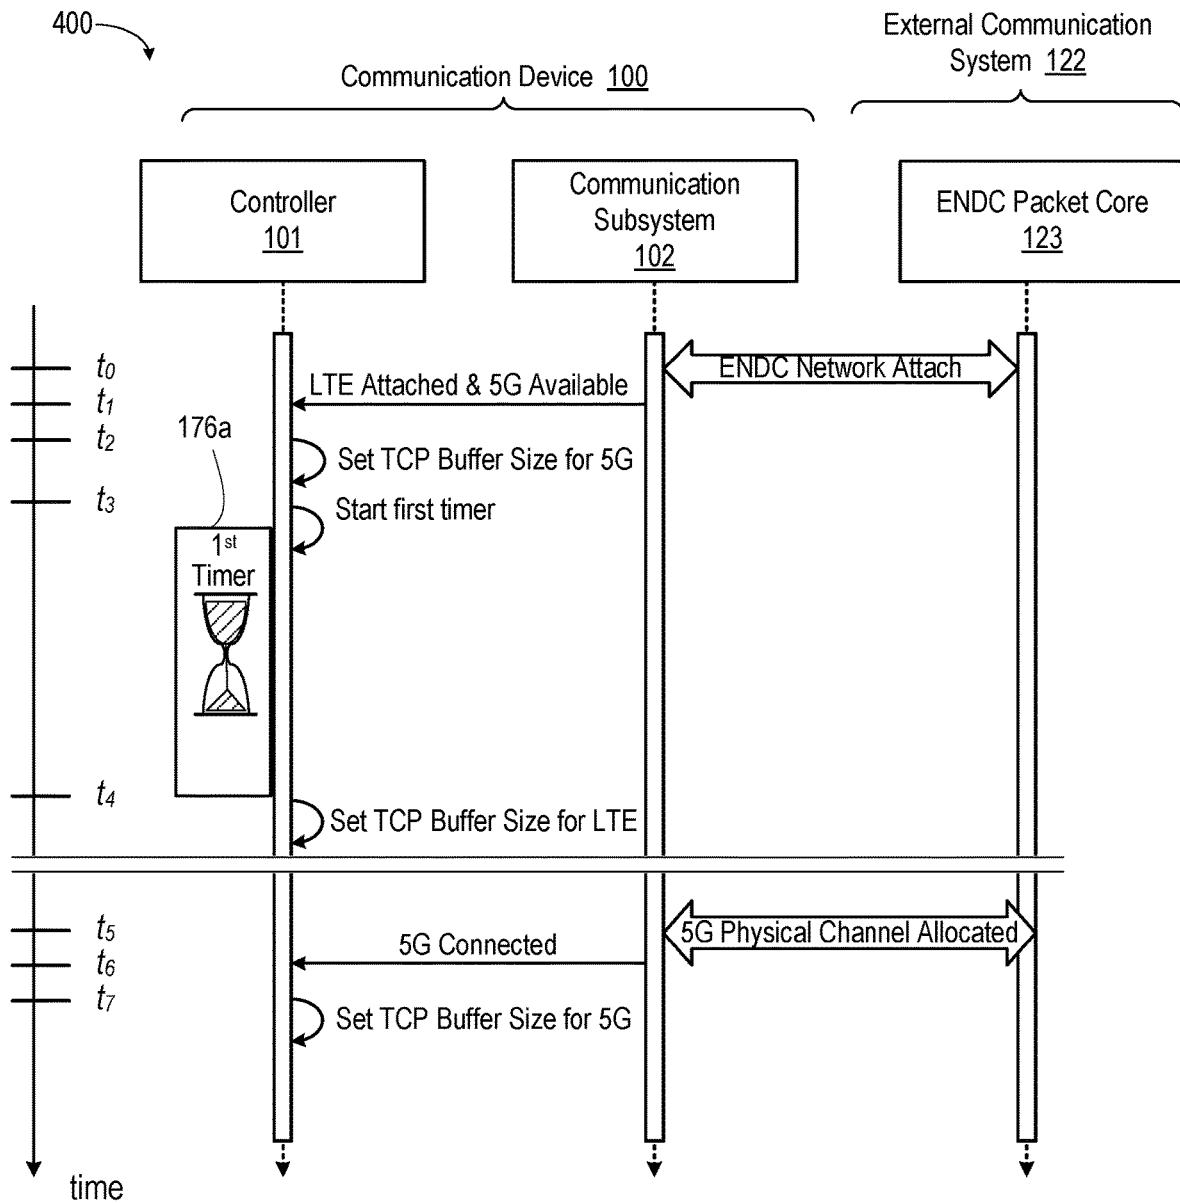 400
External Communication
System 122
Communication Device 100
Controller
101
Communication
Subsystem
102
ENDC Packet Core
123
t0
ENDC Network Attach
LTE Attached & 5G Available
t1
176a
t2
Set TCP Buffer Size for 5G
t3
Start first timer
1st
Timer
t4
Set TCP Buffer Size for LTE
t5
5G Physical Channel Allocated
5G Connected
t6
t7
Set TCP Buffer Size for 5G
time